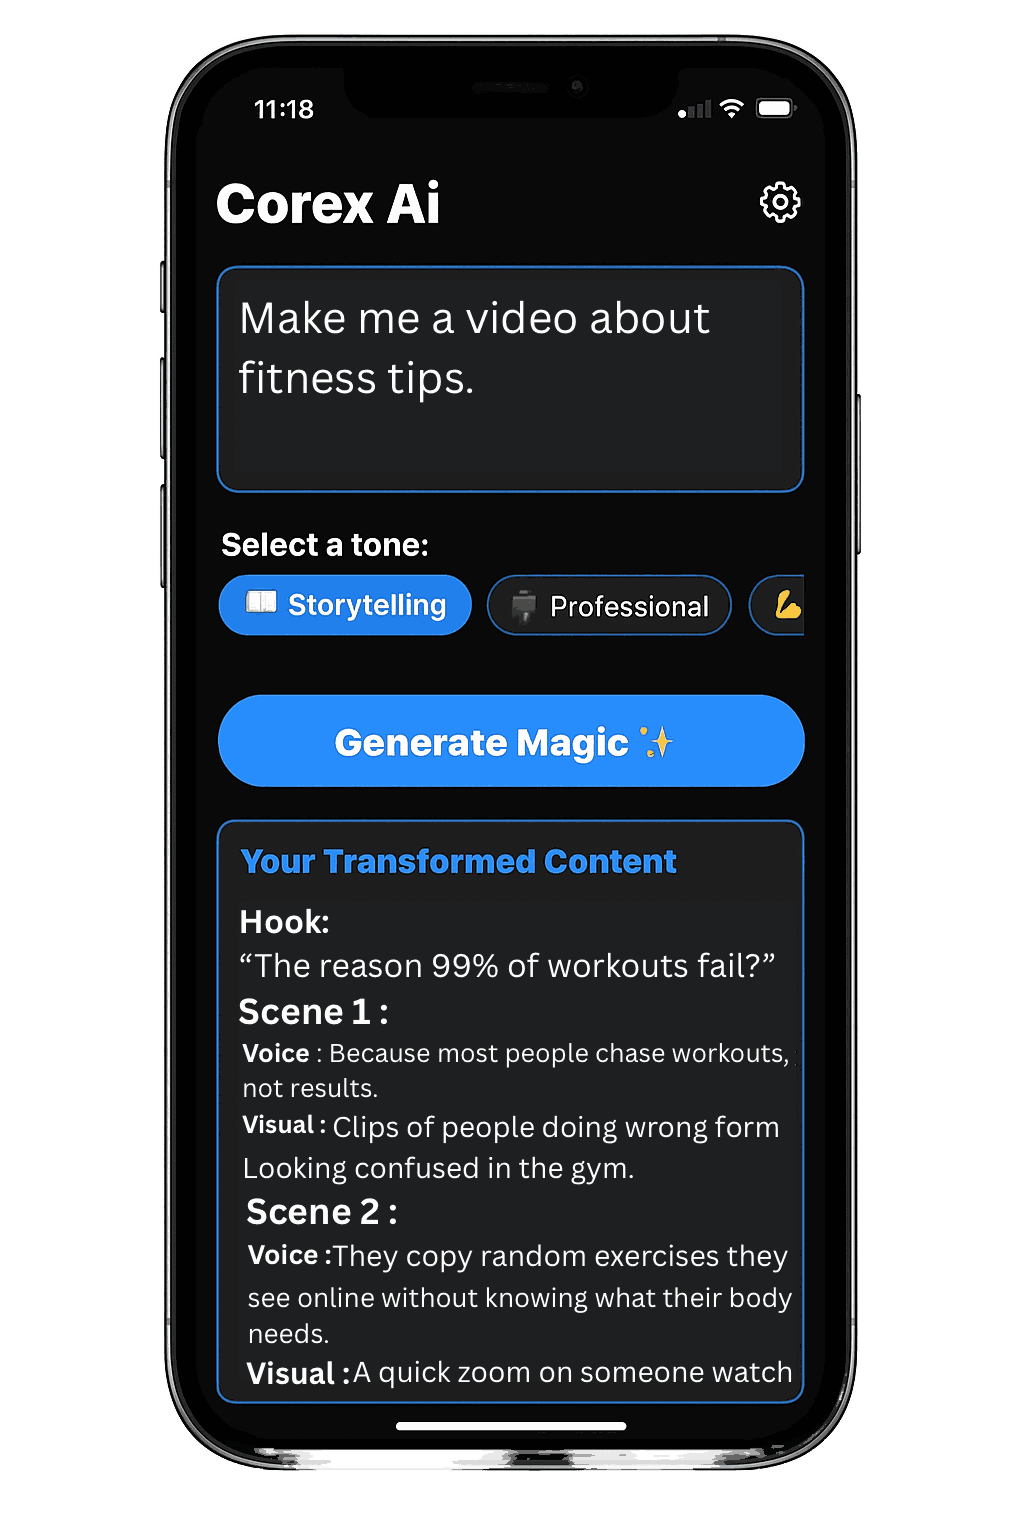 11:18
Corex Ai
Make me a video about
fitness tips.
Select a tone:
Storytelling
Professional
Generate Magic
Your Transformed Content
Hook:
“The reason 99% of workouts fail?”
Scene 1 :
Voice : Because most people chase workouts,
not results.
Visual : Clips of people doing wrong form
Looking confused in the gym.
Scene 2 :
Voice :They copy random exercises they
see online without knowing what their body
needs.
Visual :A quick zoom on someone watch